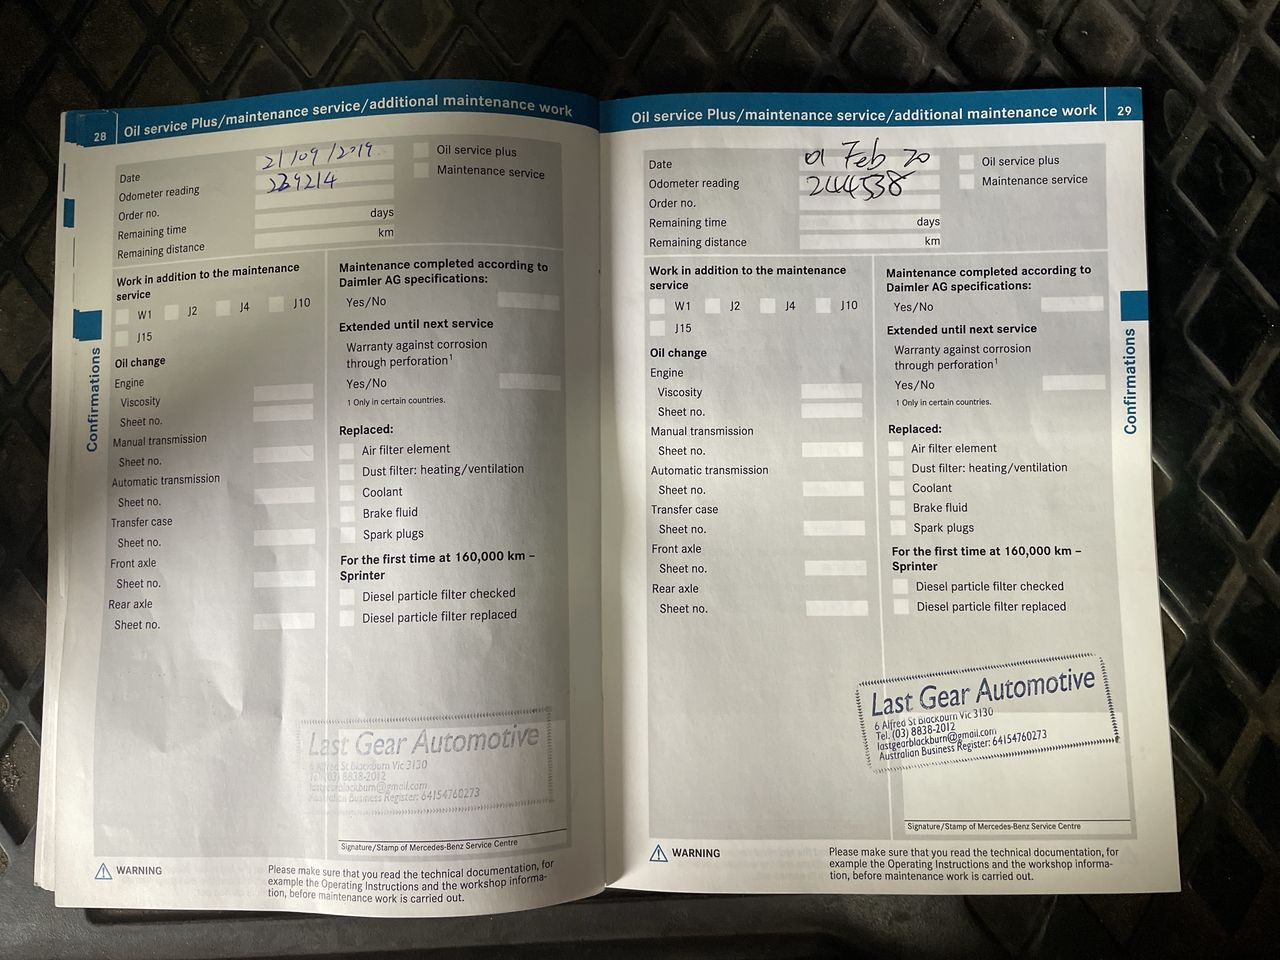 28 Oil service Plus/maintenance service/additional maintenance work
Date 21/09/2019
Odometer reading 239214
Order no.
Remaining time days
Remaining distance km
Oil service plus
Maintenance service
Work in addition to the maintenance
service
W1 J2 J4 J10
J15
Oil change
Engine
Viscosity
Sheet no.
Manual transmission
Sheet no.
Automatic transmission
Sheet no.
Transfer case
Sheet no.
Front axle
Sheet no.
Rear axle
Sheet no.
Maintenance completed according to
Daimler AG specifications:
Yes/No
Extended until next service
Warranty against corrosion
through perforation1
Yes/No
1 Only in certain countries.
Replaced:
Air filter element
Dust filter: heating/ventilation
Coolant
Brake fluid
Spark plugs
For the first time at 160,000 km –
Sprinter
Diesel particle filter checked
Diesel particle filter replaced
Last Gear Automotive
6 Alfred St Blackburn Vic 3130
Tel. (03) 8838-2012
lastgearblackburn@gmail.com
Australian Business Register: 64154760273
Signature/Stamp of Mercedes-Benz Service Centre
WARNING
Please make sure that you read the technical documentation, for
example the Operating Instructions and the workshop informa-
tion, before maintenance work is carried out.
Confirmations
Oil service Plus/maintenance service/additional maintenance work 29
Date 01 Feb 20
Odometer reading 244538
Order no.
Remaining time days
Remaining distance km
Oil service plus
Maintenance service
Work in addition to the maintenance
service
W1 J2 J4 J10
J15
Oil change
Engine
Viscosity
Sheet no.
Manual transmission
Sheet no.
Automatic transmission
Sheet no.
Transfer case
Sheet no.
Front axle
Sheet no.
Rear axle
Sheet no.
Maintenance completed according to
Daimler AG specifications:
Yes/No
Extended until next service
Warranty against corrosion
through perforation1
Yes/No
1 Only in certain countries.
Replaced:
Air filter element
Dust filter: heating/ventilation
Coolant
Brake fluid
Spark plugs
For the first time at 160,000 km –
Sprinter
Diesel particle filter checked
Diesel particle filter replaced
Last Gear Automotive
6 Alfred St Blackburn Vic 3130
Tel. (03) 8838-2012
lastgearblackburn@gmail.com
Australian Business Register: 64154760273
Signature/Stamp of Mercedes-Benz Service Centre
WARNING
Please make sure that you read the technical documentation, for
example the Operating Instructions and the workshop informa-
tion, before maintenance work is carried out.
Confirmations